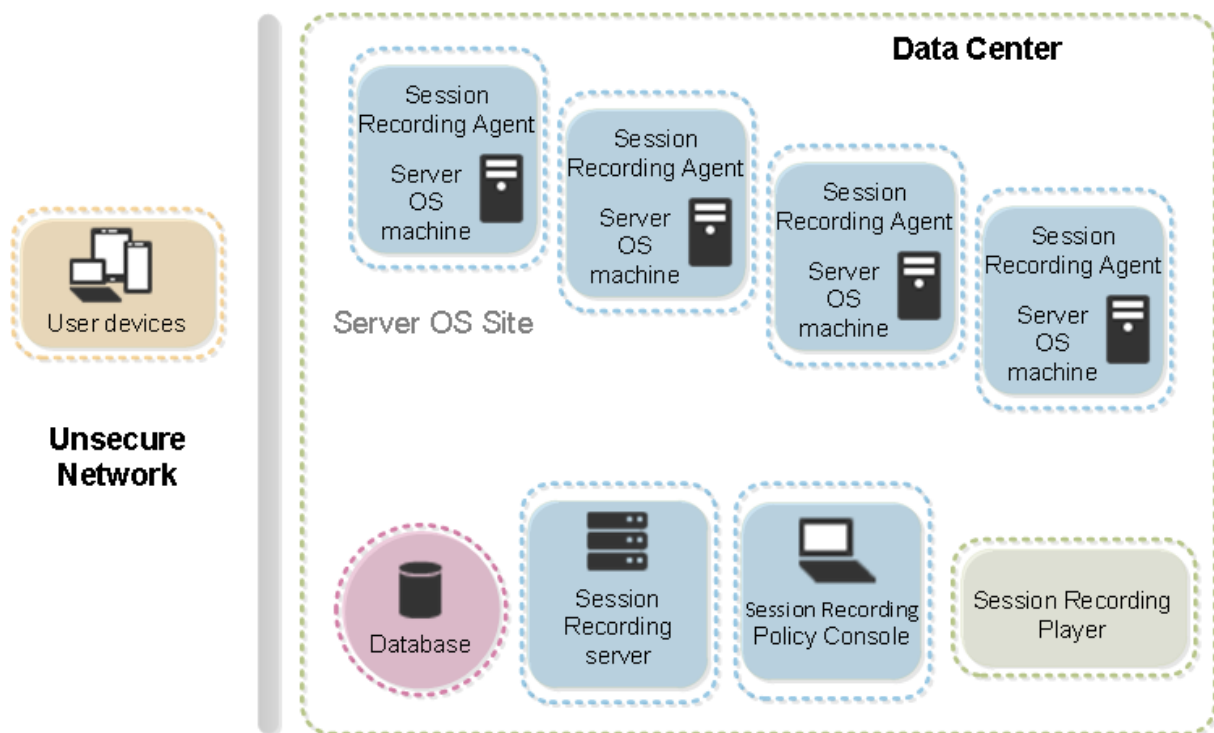 Data Center
Session
Recording Agent
Server
OS
machine
Session
Recording Agent
Server
OS
machine
Session
Recording Agent
Server
OS
machine
Session
Recording Agent
Server
OS
machine
User devices
Server OS Site
Unsecure
Network
Database
Session
Recording
server
Session Recording
Policy Console
Session Recording
Player